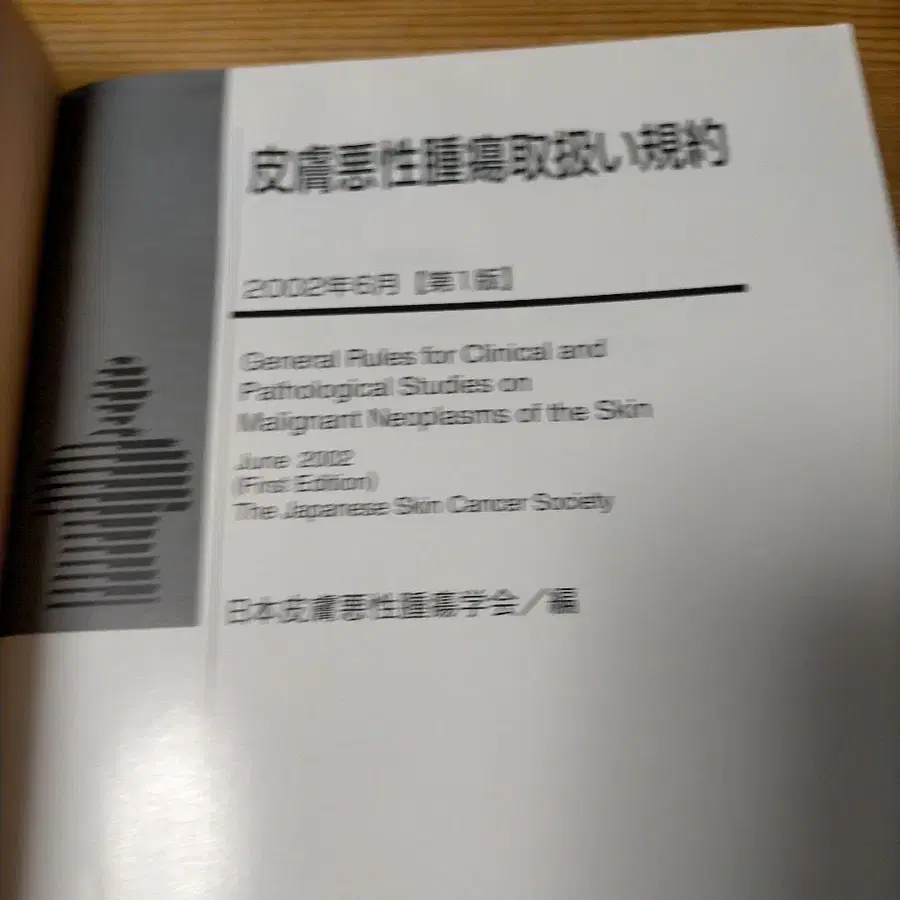 皮膚悪性腫瘍取扱い規約
2002年6月【第1版】
General Rules for Clinical and
Pathological Studies on
Malignant Neoplasms of the Skin
June 2002
(First Edition)
The Japanese Skin Cancer Society
日本皮膚悪性腫瘍学会／編